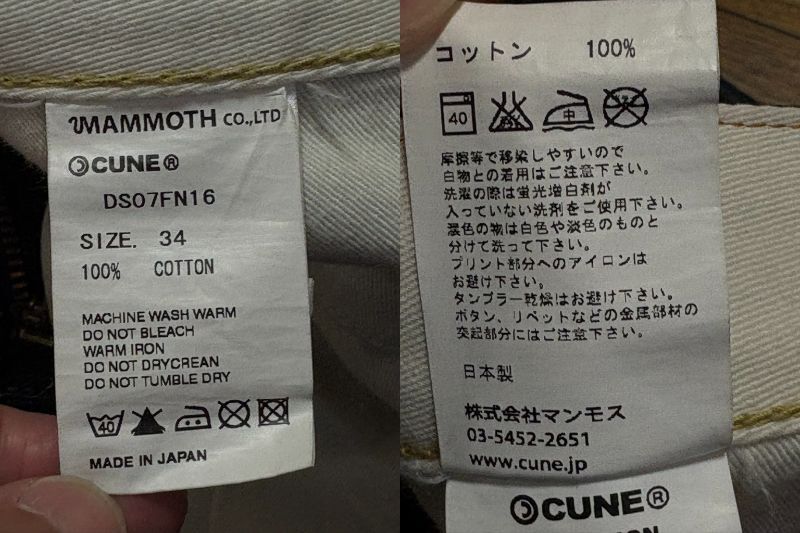 MAMMOTH CO.,LTD
CUNE®
DS07FN16
SIZE. 34
100% COTTON
MACHINE WASH WARM
DO NOT BLEACH
WARM IRON
DO NOT DRYCREAN
DO NOT TUMBLE DRY
40
MADE IN JAPAN
コットン 100%
40 中
摩擦等で移染しやすいので
白物との着用はご注意下さい。
洗濯の際は蛍光増白剤が
入っていない洗剤をご使用下さい。
濃色の物は白色や淡色のものと
分けて洗って下さい。
プリント部分へのアイロンは
お避け下さい。
タンブラー乾燥はお避け下さい。
ボタン、リベットなどの金属部材の
突起部分にはご注意下さい。
日本製
株式会社マンモス
03-5452-2651
www.cune.jp
CUNE®